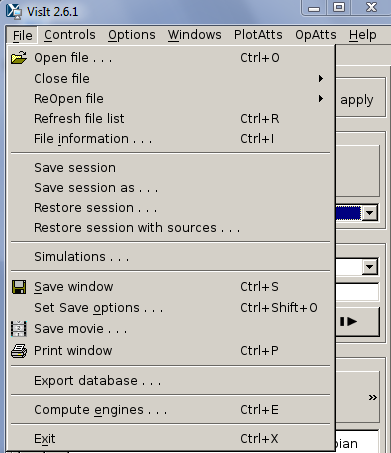 VisIt 2.6.1
File Controls Options Windows PlotAtts OpAtts Help
Open file . . . Ctrl+O
Close file
ReOpen file
apply
Refresh file list Ctrl+R
File information . . . Ctrl+I
Save session
Save session as . . .
Restore session . . .
Restore session with sources . . .
Simulations . . .
Save window Ctrl+S
Set Save options . . . Ctrl+Shift+O
Save movie . . .
Print window Ctrl+P
Export database . . .
»
Compute engines . . . Ctrl+E
Exit Ctrl+X